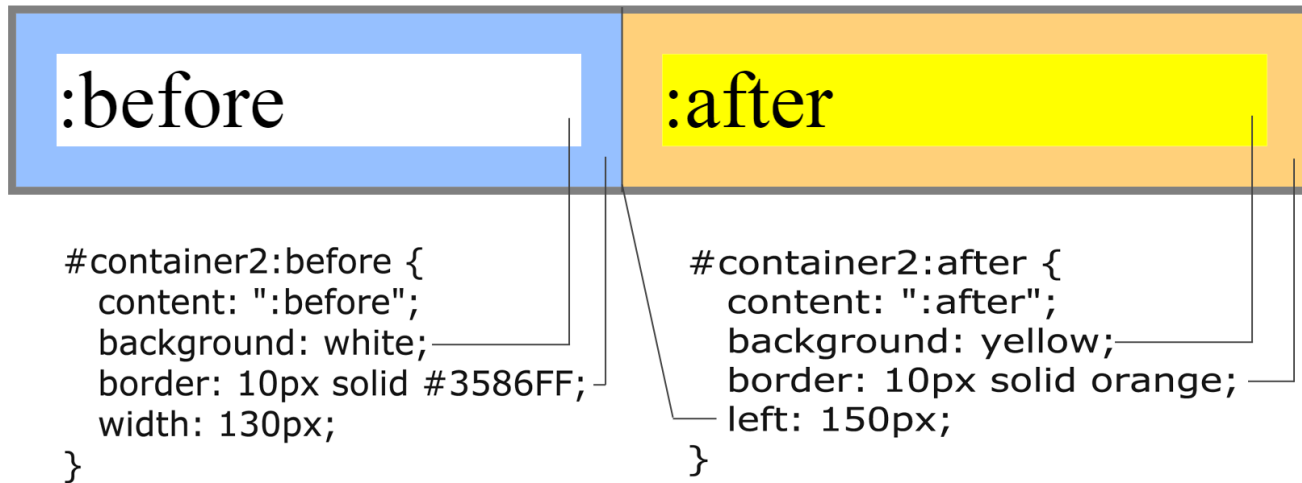 :before
:after
#container2:before {
content: ":before";
background: white;
border: 10px solid #3586FF;
width: 130px;
}
#container2:after {
content: ":after";
background: yellow;
border: 10px solid orange;
left: 150px;
}